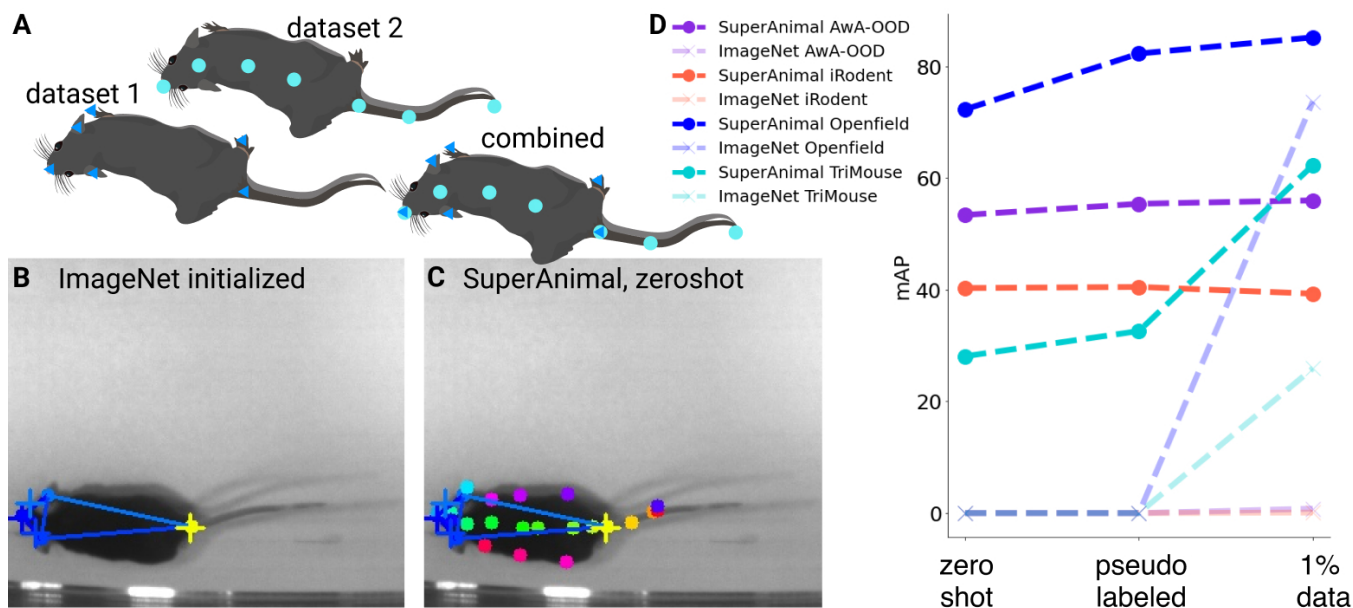 A
dataset 2
dataset 1
combined
B ImageNet initialized
C SuperAnimal, zeroshot
D
SuperAnimal AwA-OOD
ImageNet AwA-OOD
SuperAnimal iRodent
ImageNet iRodent
SuperAnimal Openfield
ImageNet Openfield
SuperAnimal TriMouse
ImageNet TriMouse
mAP
80
60
40
20
0
zero shot
pseudo labeled
1% data